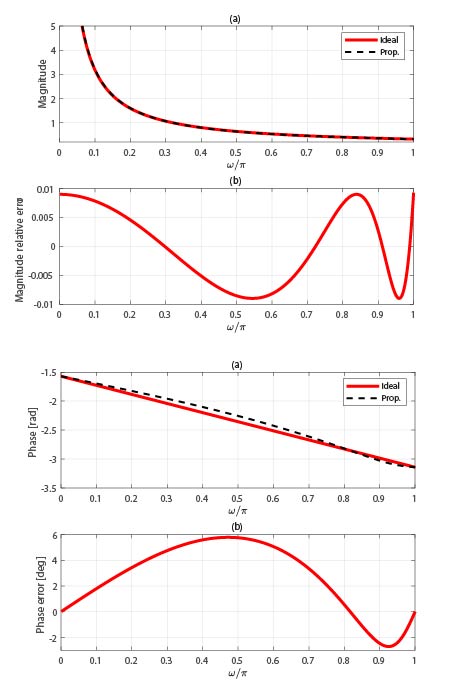 (a)
5
4
3
2
1
Magnitude
Ideal
Prop.
0 0.1 0.2 0.3 0.4 0.5 0.6 0.7 0.8 0.9 1
ω/π
(b)
0.01
0.005
0
-0.005
-0.01
0 0.1 0.2 0.3 0.4 0.5 0.6 0.7 0.8 0.9 1
ω/π
Magnitude relative
(a)
-1.5
-2
-2.5
-3
-3.5
Phase [rad]
Ideal
Prop.
0 0.1 0.2 0.3 0.4 0.5 0.6 0.7 0.8 0.9 1
ω/π
(b)
6
4
2
0
-2
Phase error [deg]
0 0.1 0.2 0.3 0.4 0.5 0.6 0.7 0.8 0.9 1
ω/π